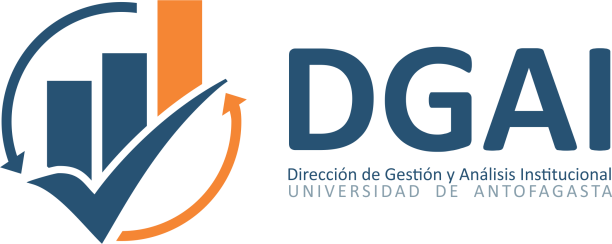 DGAI
Dirección de Gestión y Análisis Institucional
UNIVERSIDAD DE ANTOFAGASTA